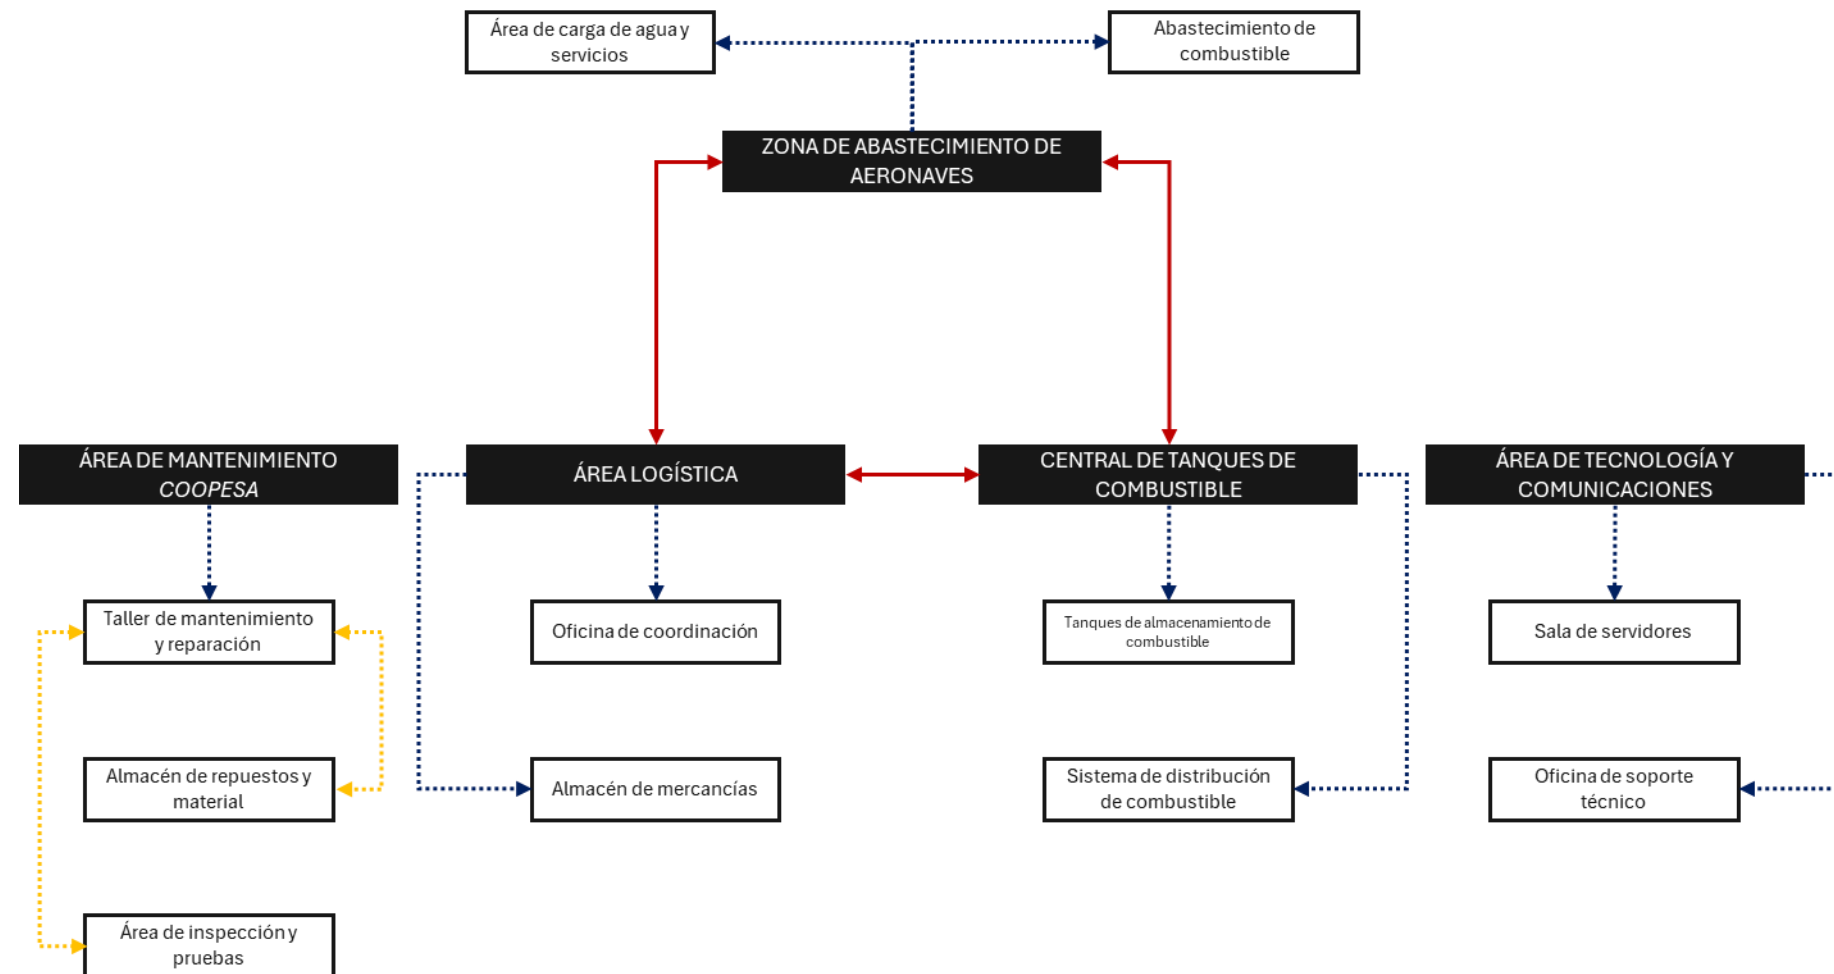 Área de carga de agua y
servicios
Abastecimiento de
combustible
ZONA DE ABASTECIMIENTO DE
AERONAVES
ÁREA DE MANTENIMIENTO
COOPESA
ÁREA LOGÍSTICA
CENTRAL DE TANQUES DE
COMBUSTIBLE
ÁREA DE TECNOLOGÍA Y
COMUNICACIONES
Taller de mantenimiento
y reparación
Oficina de coordinación
Tanques de almacenamiento de
combustible
Sala de servidores
Almacén de repuestos y
material
Almacén de mercancías
Sistema de distribución
de combustible
Oficina de soporte
técnico
Área de inspección y
pruebas